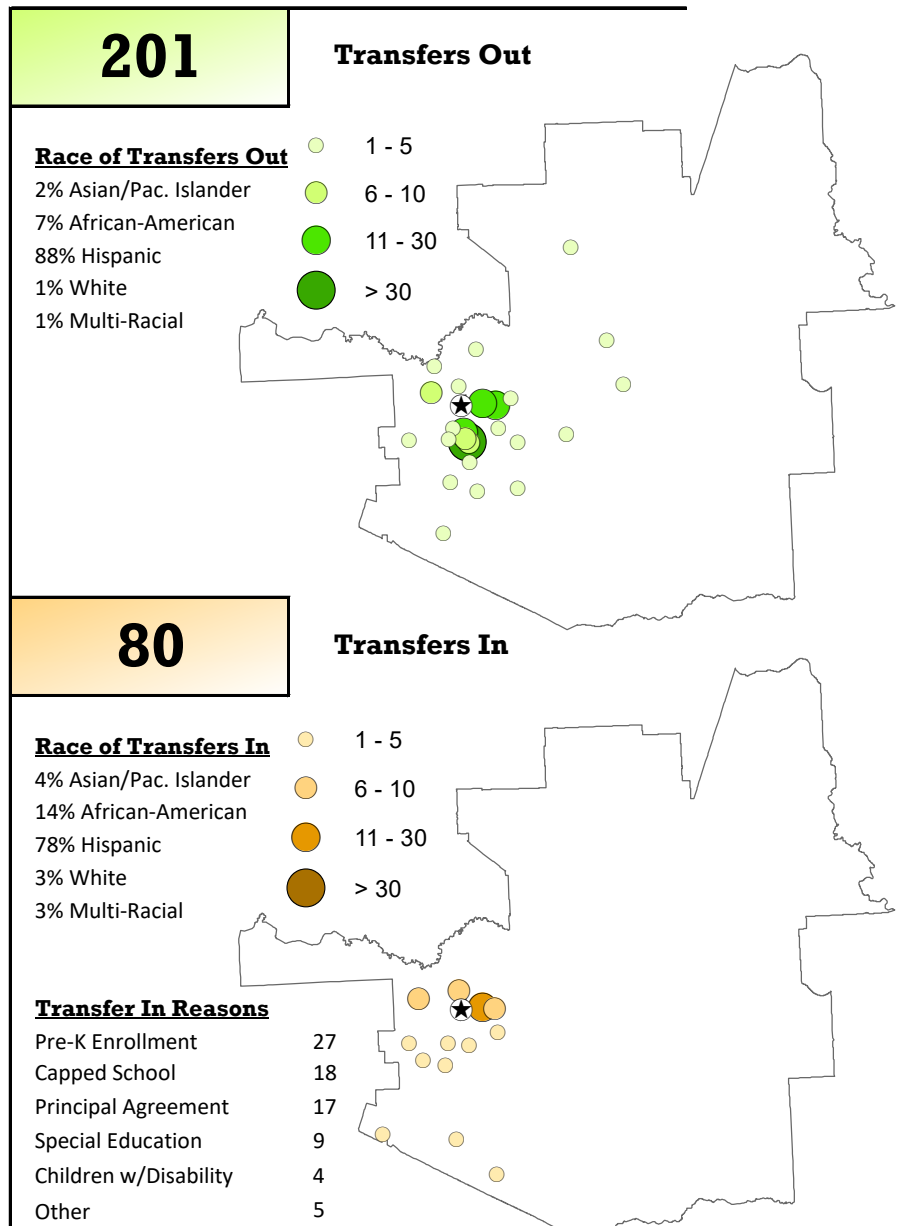 201
Transfers Out
Race of Transfers Out
2% Asian/Pac. Islander
7% African-American
88% Hispanic
1% White
1% Multi-Racial
1 - 5
6 - 10
11 - 30
> 30
80
Transfers In
Race of Transfers In
4% Asian/Pac. Islander
14% African-American
78% Hispanic
3% White
3% Multi-Racial
1 - 5
6 - 10
11 - 30
> 30
Transfer In Reasons
Pre-K Enrollment 27
Capped School 18
Principal Agreement 17
Special Education 9
Children w/Disability 4
Other 5